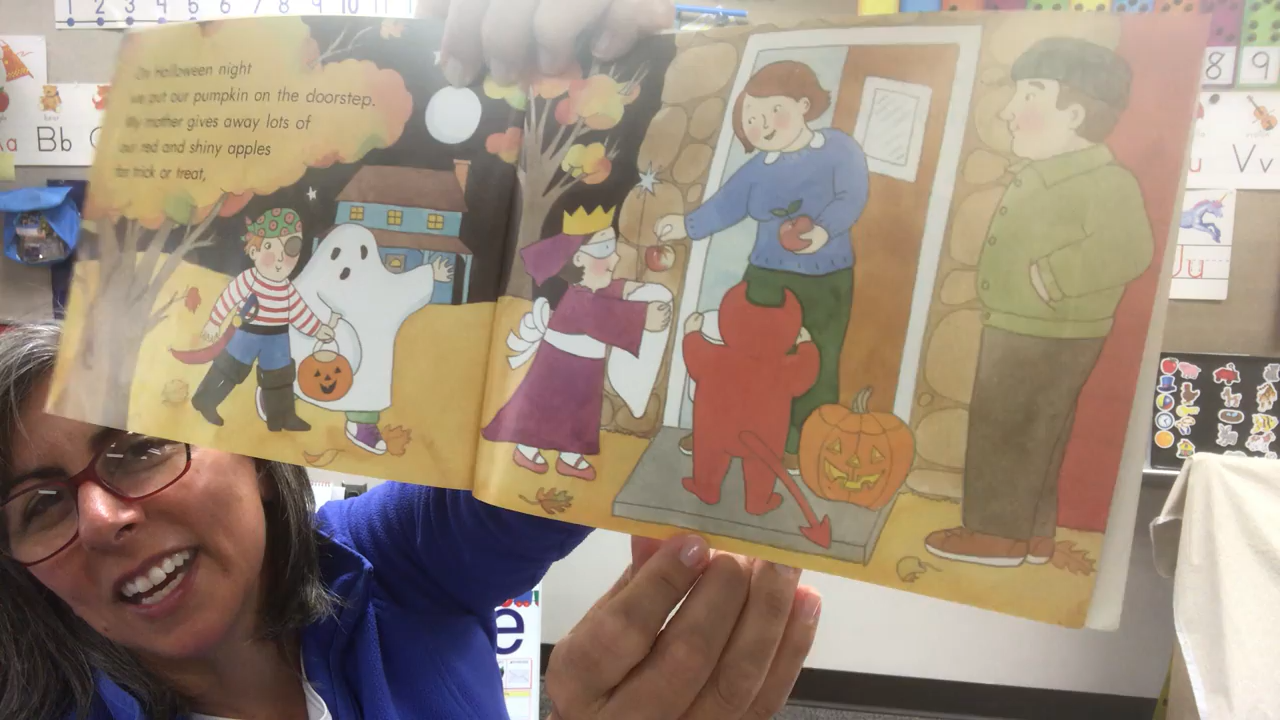 1 2 3 4 5 6 7 8 9 10 11
On Halloween night
we put our pumpkin on the doorstep.
My mother gives away lots of
our red and shiny apples
for trick or treat,
8 9
a Bb
u Vv
Uu
e